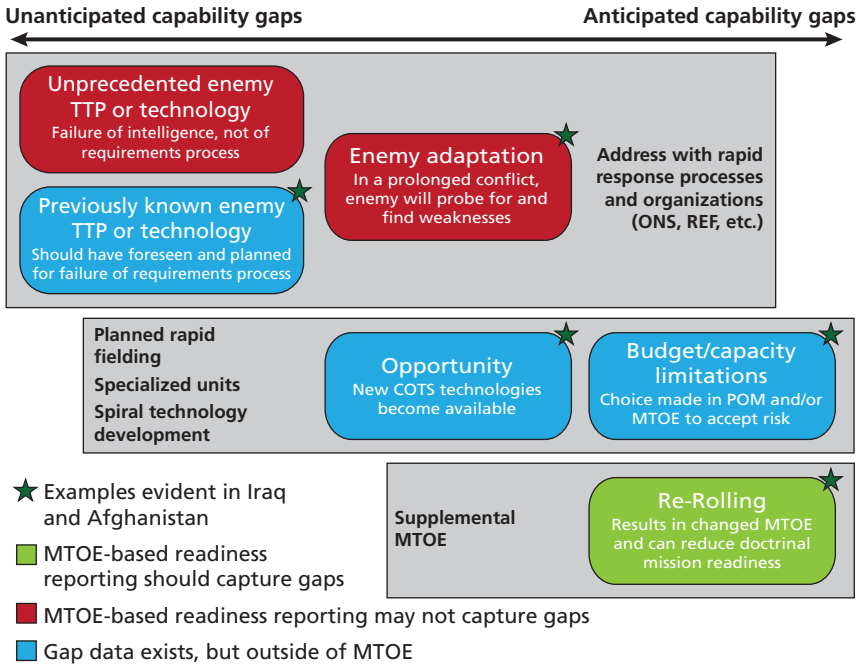 Unanticipated capability gaps
Anticipated capability gaps
Unprecedented enemy
TTP or technology
Failure of intelligence, not of
requirements process
Previously known enemy
TTP or technology
Should have foreseen and planned
for failure of requirements process
Enemy adaptation
In a prolonged conflict,
enemy will probe for and
find weaknesses
Address with rapid
response processes
and organizations
(ONS, REF, etc.)
Planned rapid
fielding
Specialized units
Spiral technology
development
Opportunity
New COTS technologies
become available
Budget/capacity
limitations
Choice made in POM and/or
MTOE to accept risk
Supplemental
MTOE
Re-Rolling
Results in changed MTOE
and can reduce doctrinal
mission readiness
Examples evident in Iraq
and Afghanistan
MTOE-based readiness
reporting should capture gaps
MTOE-based readiness reporting may not capture gaps
Gap data exists, but outside of MTOE